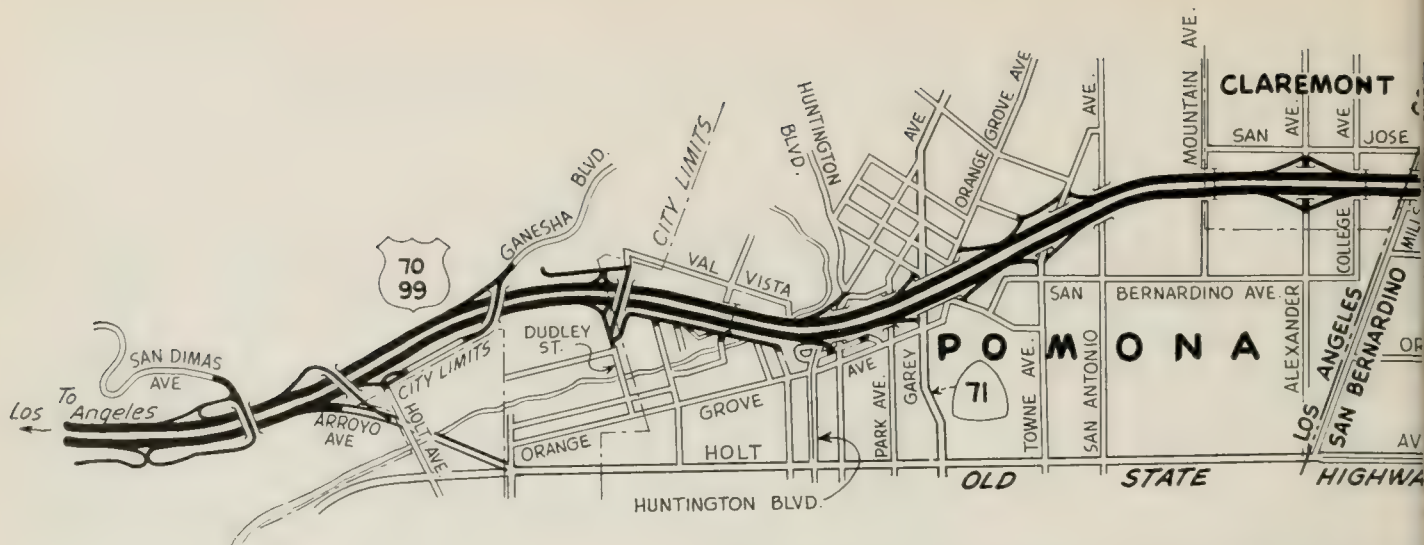 CLAREMONT
SAN
AVE.
AVE
JOSE
MOUNTAIN AVE.
AVE.
ORANGE GROVE AVE
AVE
HUNTINGTON
BLVD.
CITY LIMITS
GANESHA BLVD.
70
99
VAL VISTA
SAN BERNARDINO AVE.
COLLEGE
ALEXANDER
LOS ANGELES
SAN BERNARDINO
POMONA
71
DUDLEY
ST.
CITY LIMITS
SAN DIMAS
AVE
To
Los Angeles
ARROYO
AVE
HOLT AVE
ORANGE GROVE AVE
HOLT
PARK AVE.
GAREY
TOWNE AVE.
SAN ANTONIO
AV
OLD STATE
HUNTINGTON BLVD.